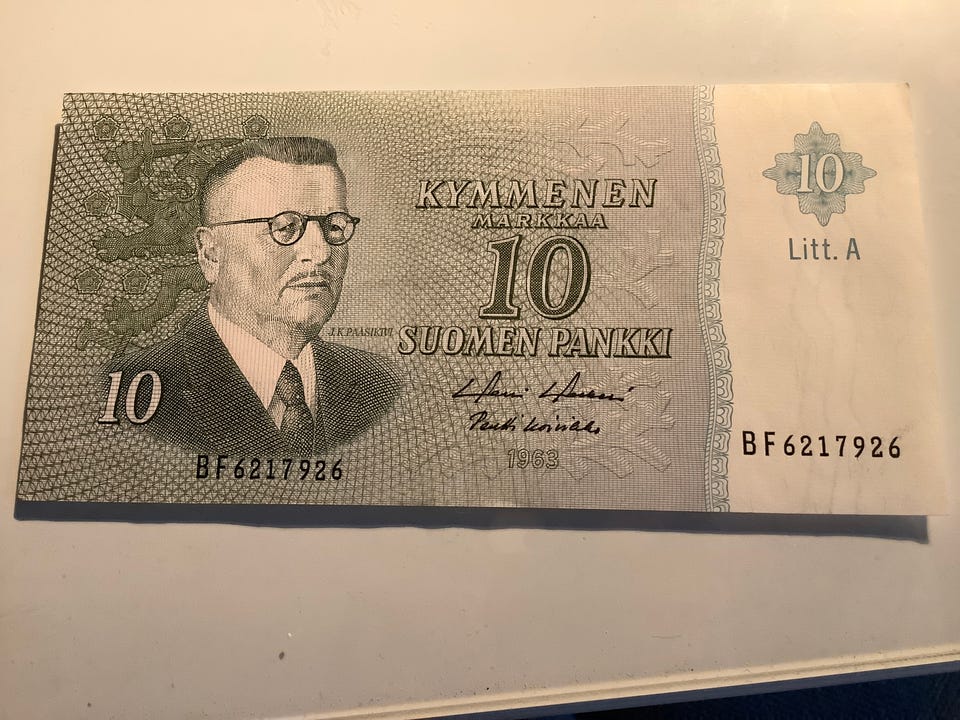 KYMMENEN
MARKKAA
10
SUOMEN PANKKI
J.K.PAASIKIVI
10
BF6217926
1963
10
Litt. A
BF6217926